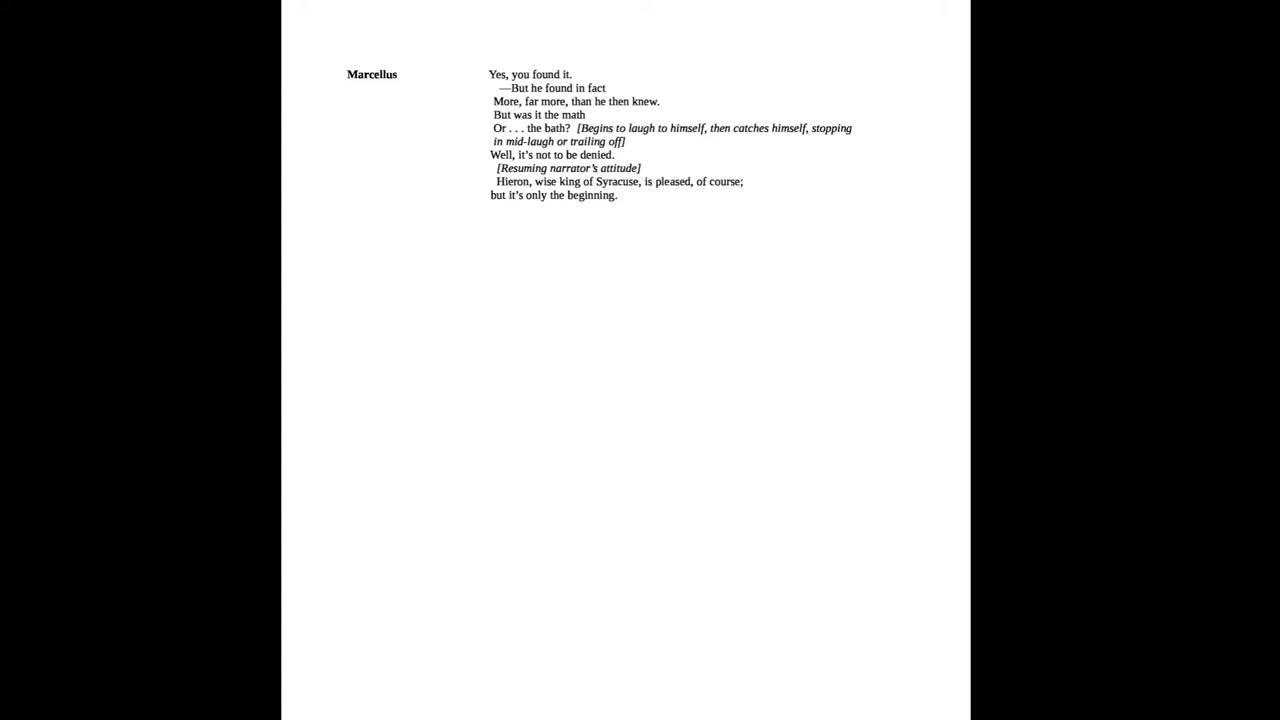 Marcellus Yes, you found it.
—But he found in fact
More, far more, than he then knew.
But was it the math
Or . . . the bath? [Begins to laugh to himself, then catches himself, stopping
in mid-laugh or trailing off]
Well, it’s not to be denied.
[Resuming narrator’s attitude]
Hieron, wise king of Syracuse, is pleased, of course;
but it’s only the beginning.